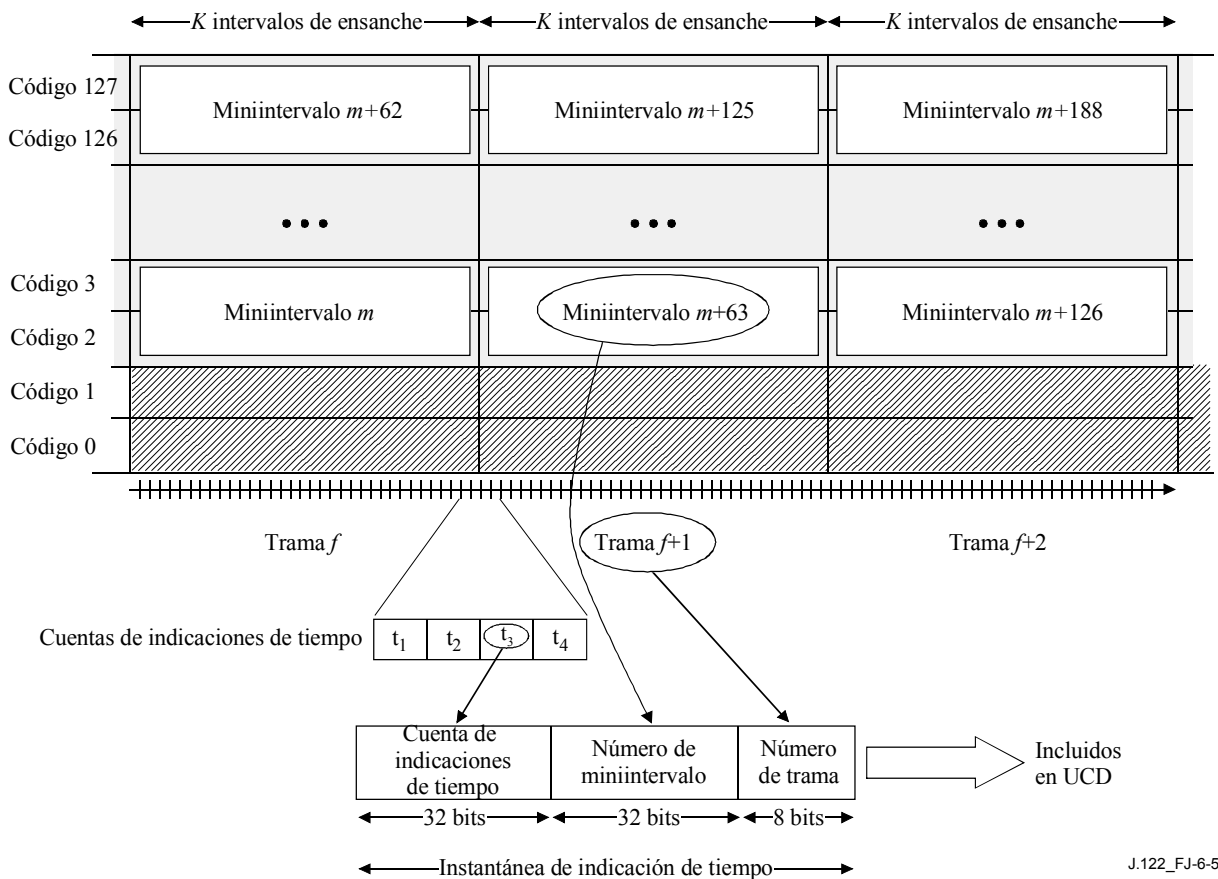 K intervalos de ensanche K intervalos de ensanche K intervalos de ensanche
Código 127
Código 126
Miniintervalo m+62 Miniintervalo m+125 Miniintervalo m+188
Código 3
Código 2
Miniintervalo m Miniintervalo m+63 Miniintervalo m+126
Código 1
Código 0
Trama f Trama f+1 Trama f+2
Cuentas de indicaciones de tiempo t1 t2 t3 t4
Cuenta de
indicaciones
de tiempo
Número de
miniintervalo
Número
de trama
Incluidos
en UCD
32 bits 32 bits 8 bits
Instantánea de indicación de tiempo
J.122_FJ-6-5